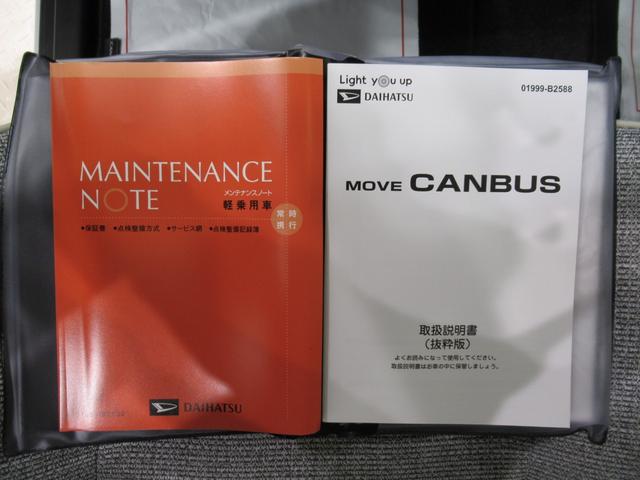 MAINTENANCE
NOTE
メンテナンスノート
軽乗用車
常時
携行
•保証書 •点検整備方式 •サービス網 •点検整備記録簿
DAIHATSU
Light you up
DAIHATSU
01999-B2588
MOVE CANBUS
取扱説明書
（抜粋版）
よくお読みになって使用してください。
取扱説明書はお車の中に保管しましょう。